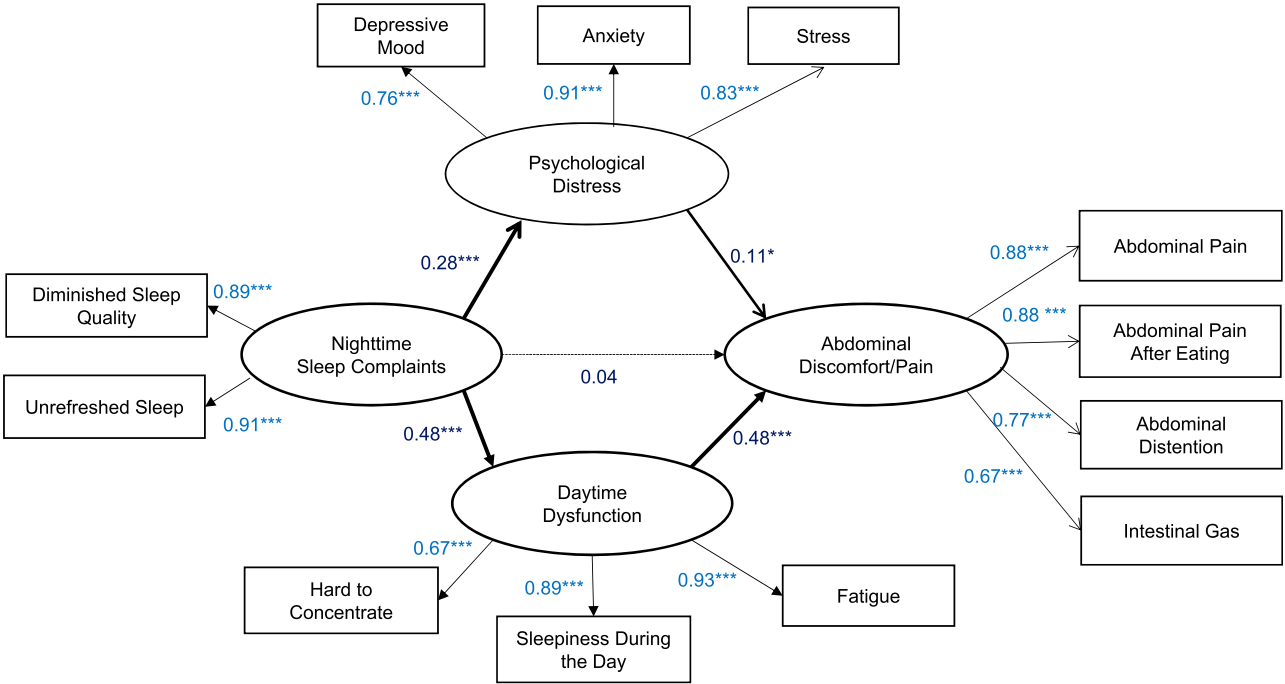 Depressive
Mood
Anxiety
Stress
0.76***
0.91***
0.83***
Psychological
Distress
0.28***
0.11*
Diminished Sleep
Quality
0.89***
Unrefreshed Sleep
0.91***
Nighttime
Sleep Complaints
0.04
Abdominal
Discomfort/Pain
0.88***
Abdominal Pain
0.88 ***
Abdominal Pain
After Eating
0.77***
Abdominal
Distention
0.67***
Intestinal Gas
0.48***
0.48***
Daytime
Dysfunction
0.67***
0.89***
0.93***
Hard to
Concentrate
Sleepiness During
the Day
Fatigue